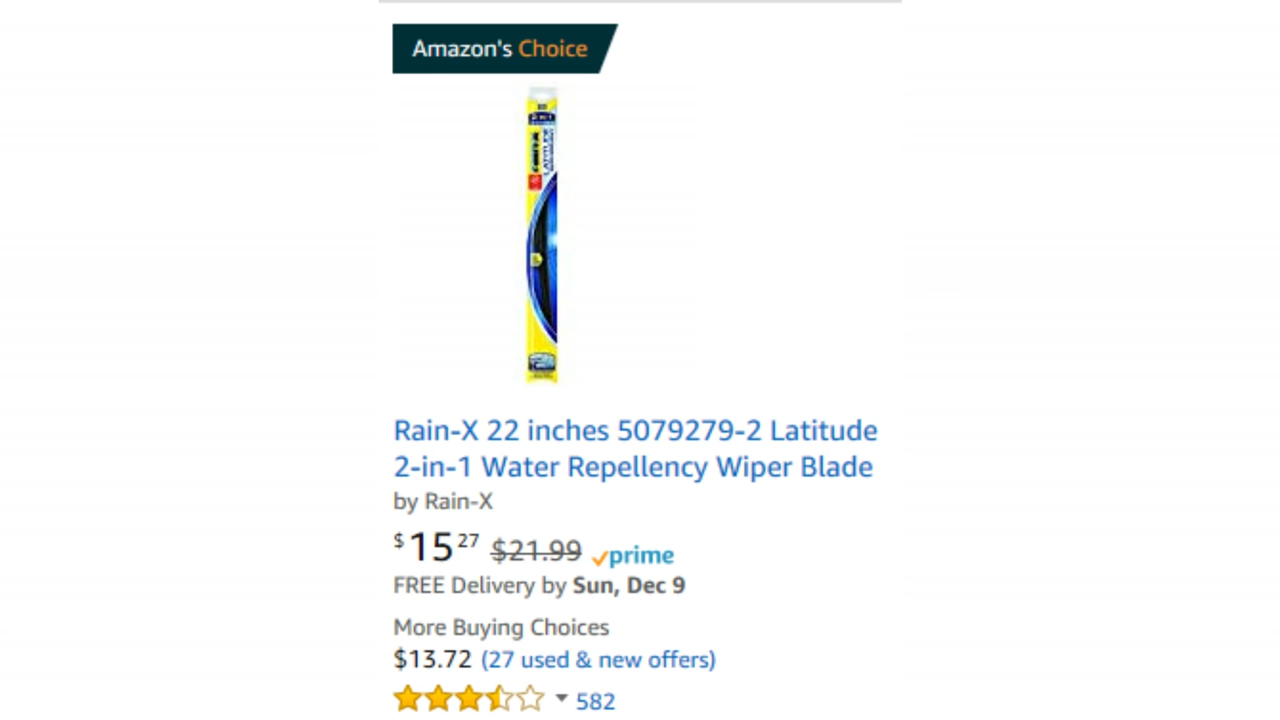 Amazon's Choice
Rain-X 22 inches 5079279-2 Latitude
2-in-1 Water Repellency Wiper Blade
by Rain-X
$15 27 $21.99 prime
FREE Delivery by Sun, Dec 9
More Buying Choices
$13.72 (27 used & new offers)
582